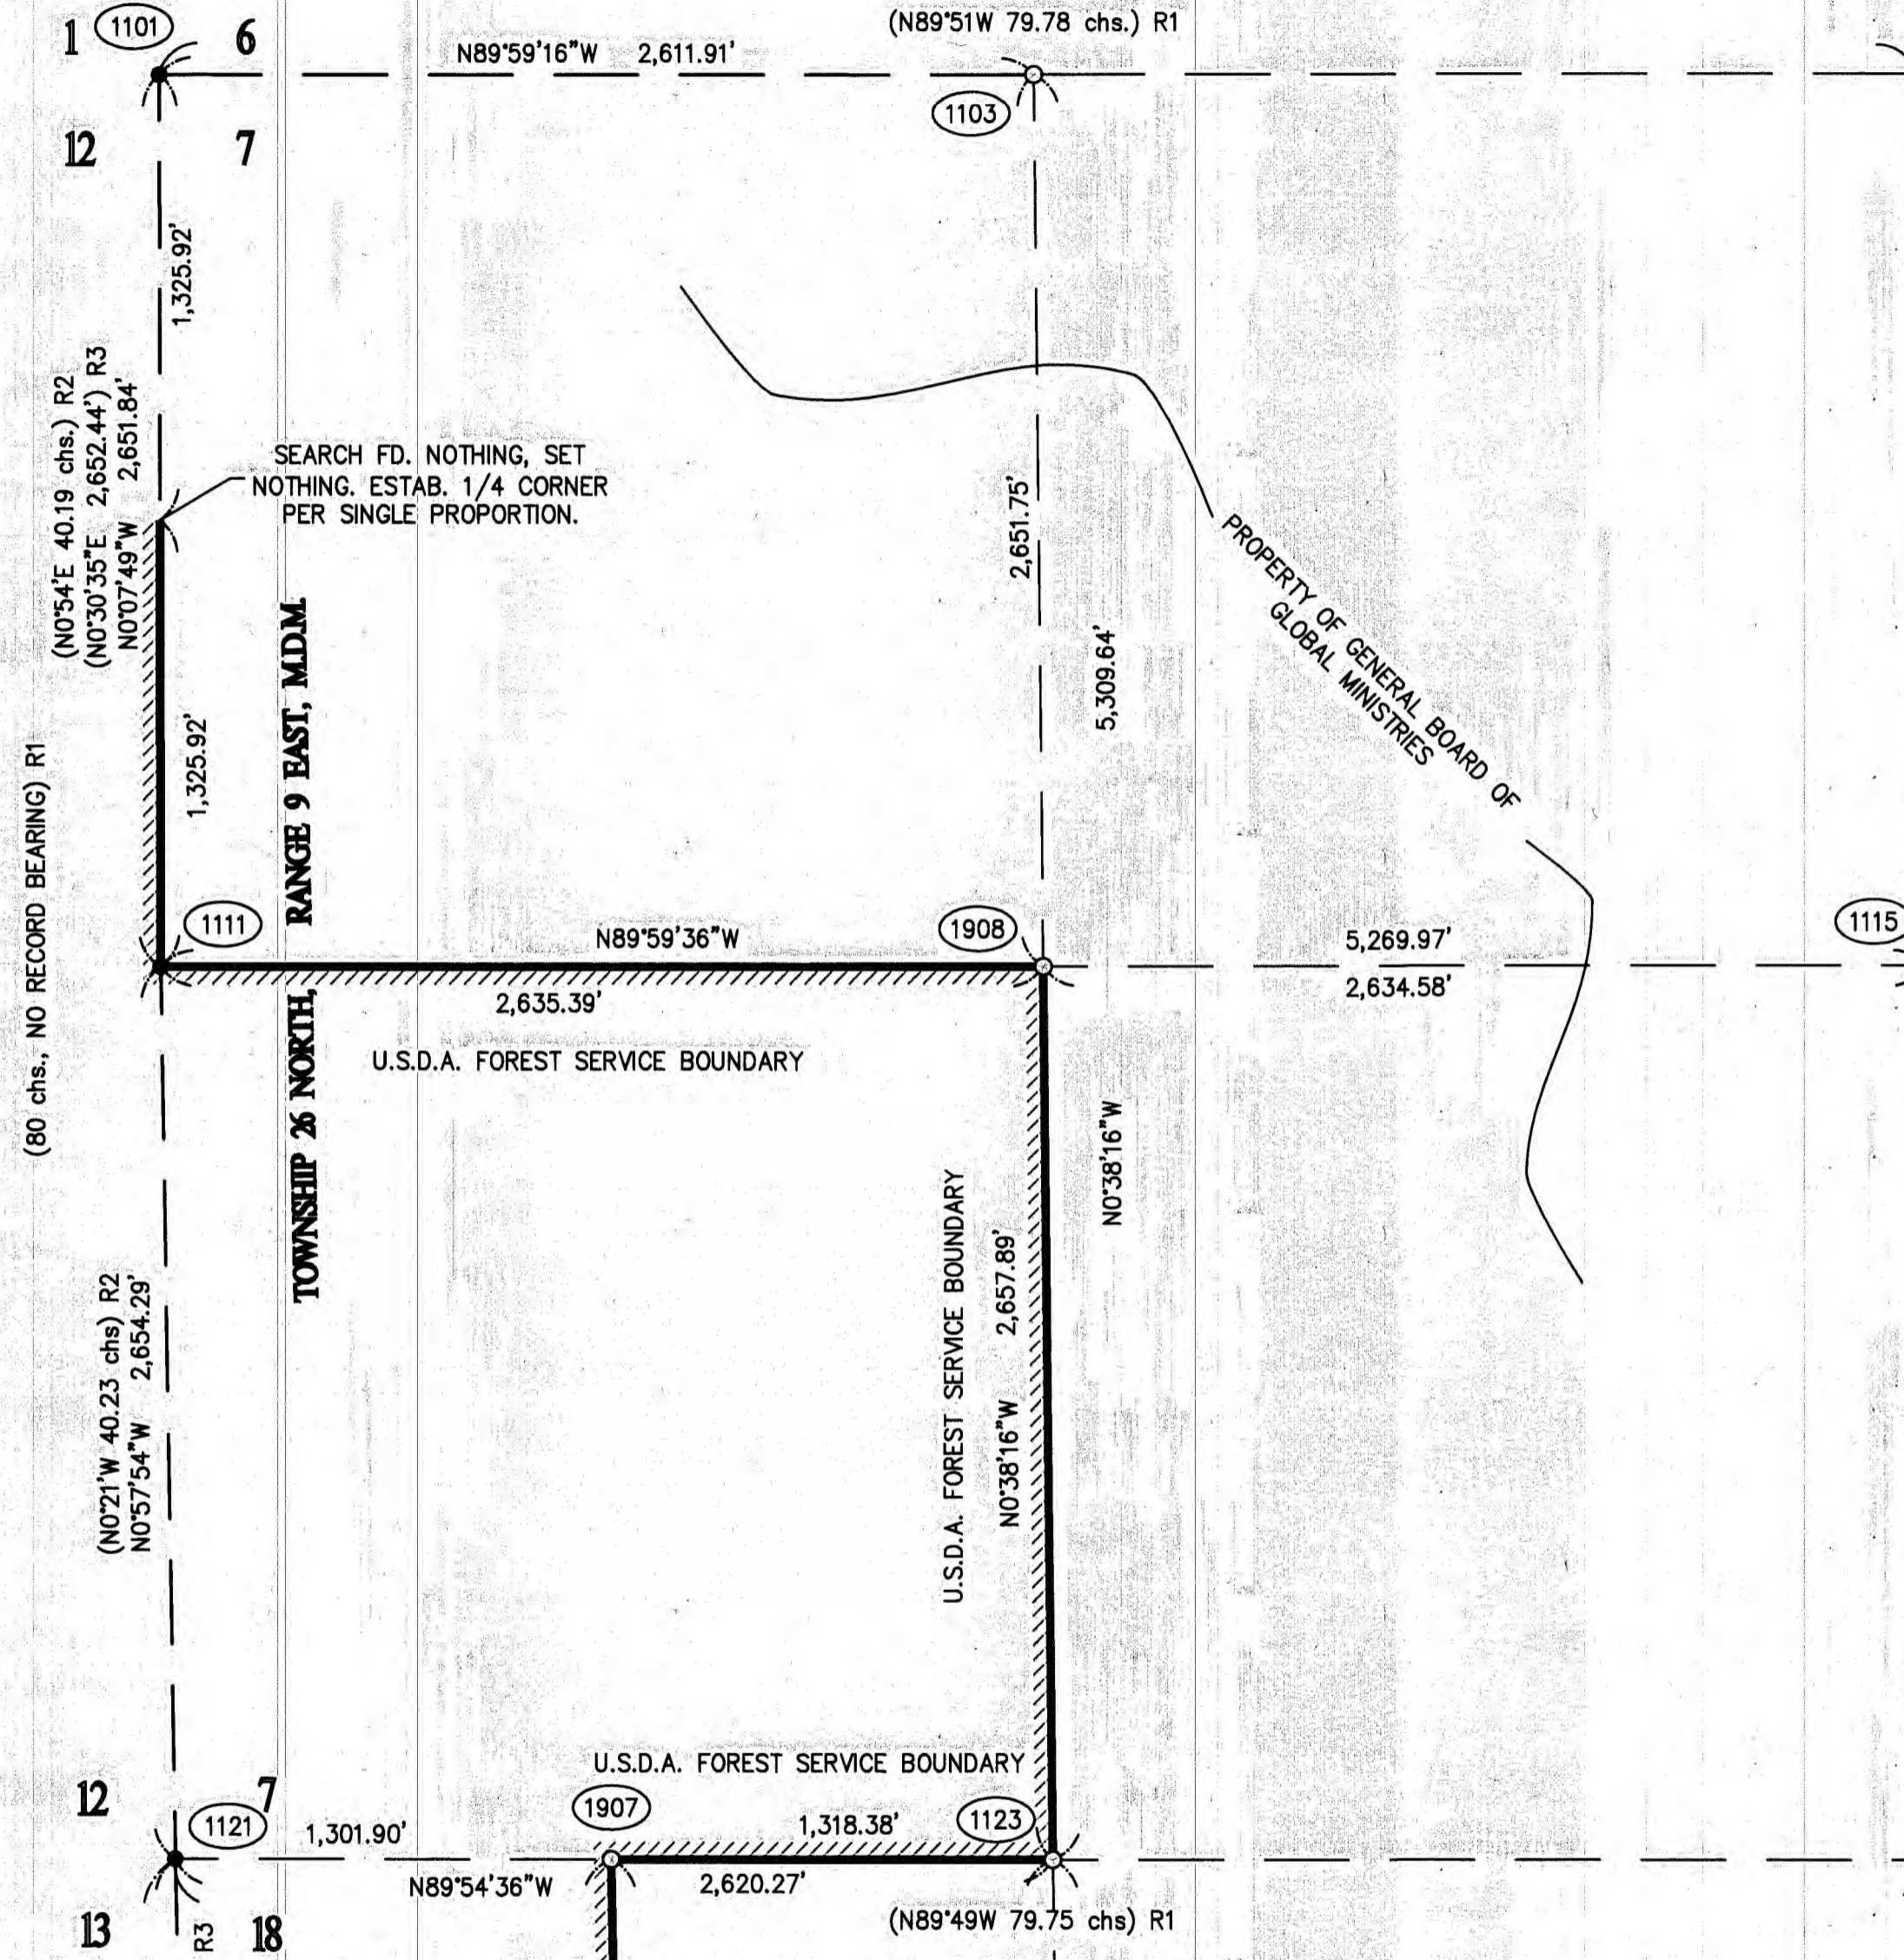 1
1101
6
(N89°51W 79.78 chs.) R1
N89°59'16"W 2,611.91'
1103
12
7
1,325.92'
(N0°54'E 40.19 chs.) R2
(N0°30'35"E 2,652.44') R3
N0°07'49"W 2,651.84'
SEARCH FD. NOTHING, SET
NOTHING. ESTAB. 1/4 CORNER
PER SINGLE PROPORTION.
2,651.75'
5,309.64'
PROPERTY OF GENERAL BOARD OF
GLOBAL MINISTRIES
1,325.92'
TOWNSHIP 26 NORTH, RANGE 9 EAST, M.D.M.
(80 chs., NO RECORD BEARING) R1
1111
N89°59'36"W
1908
5,269.97'
1115
2,635.39'
2,634.58'
U.S.D.A. FOREST SERVICE BOUNDARY
N0°38'16"W
U.S.D.A. FOREST SERVICE BOUNDARY
N0°38'16"W 2,657.89'
(N0°21'W 40.23 chs) R2
N0°57'54"W 2,654.29'
U.S.D.A. FOREST SERVICE BOUNDARY
12
7
1121
1,301.90'
1907
1,318.38'
1123
N89°54'36"W
2,620.27'
(N89°49W 79.75 chs) R1
13
R3
18